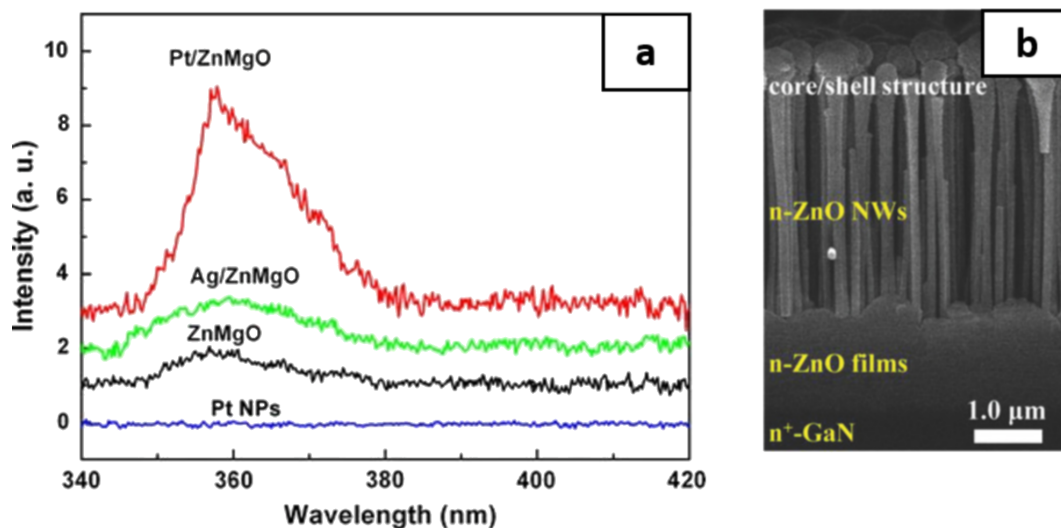 a
10
8
6
4
2
0
Intensity (a. u.)
Pt/ZnMgO
Ag/ZnMgO
ZnMgO
Pt NPs
340
360
380
400
420
Wavelength (nm)
b
core/shell structure
n-ZnO NWs
n-ZnO films
n⁺-GaN
1.0 μm